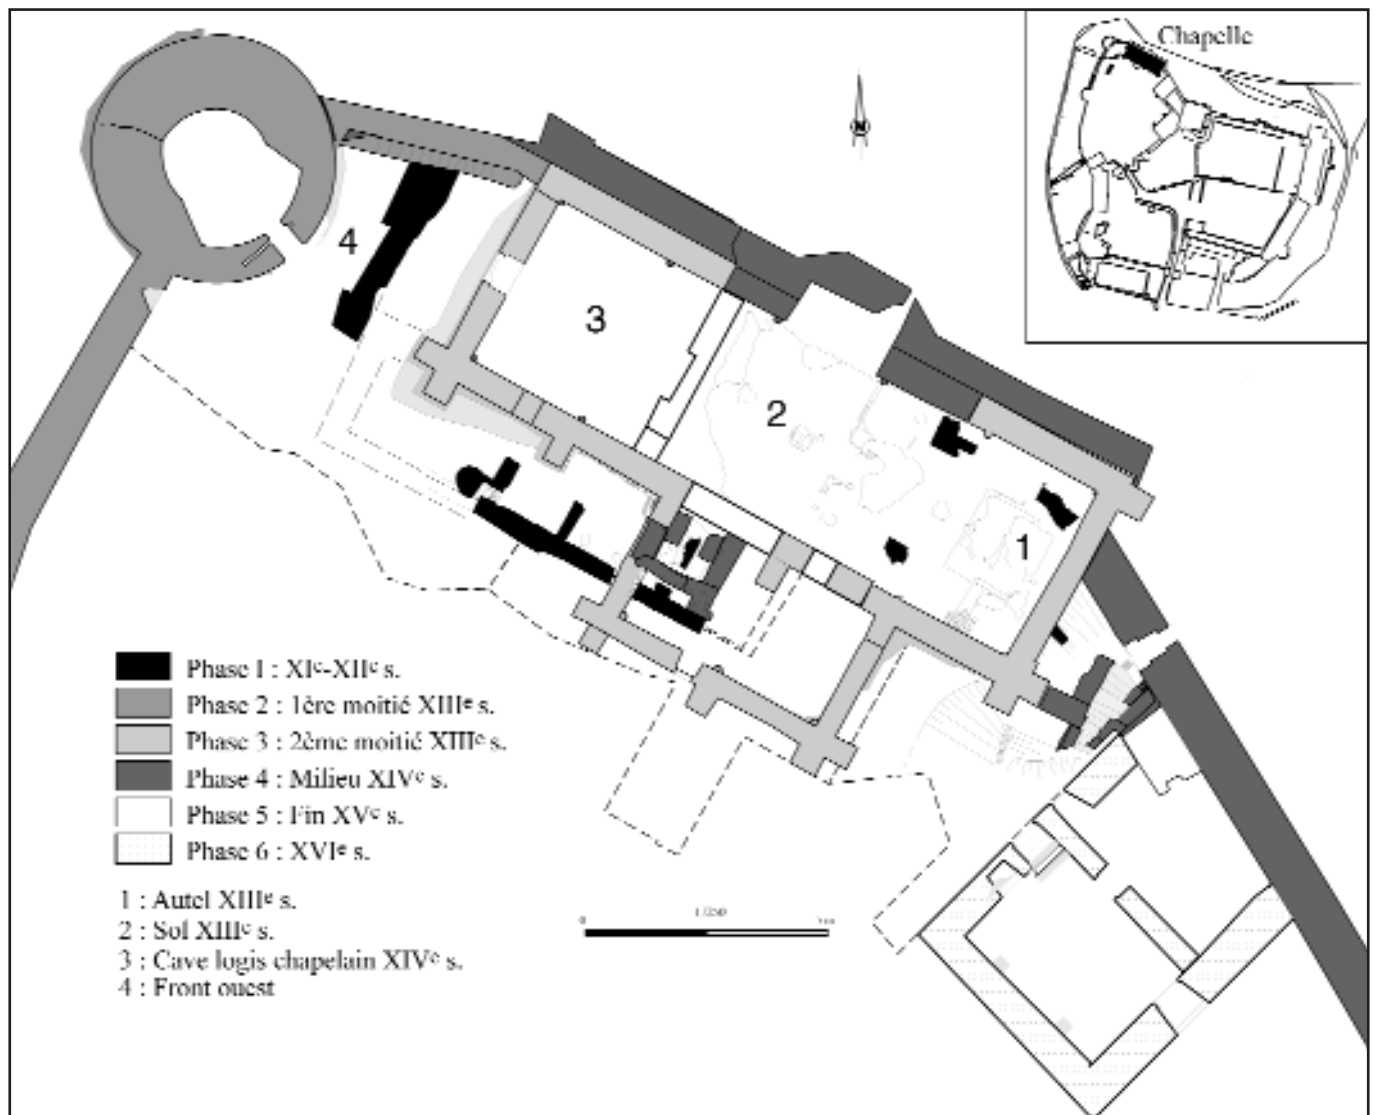 Chapelle
N
4
3
2
1
Phase 1 : XIᵉ-XIIᵉ s.
Phase 2 : 1ère moitié XIIIᵉ s.
Phase 3 : 2ème moitié XIIIᵉ s.
Phase 4 : Milieu XIVᵉ s.
Phase 5 : Fin XVᵉ s.
Phase 6 : XVIᵉ s.
1 : Autel XIIIᵉ s.
2 : Sol XIIIᵉ s.
3 : Cave logis chapelain XIVᵉ s.
4 : Front ouest
0